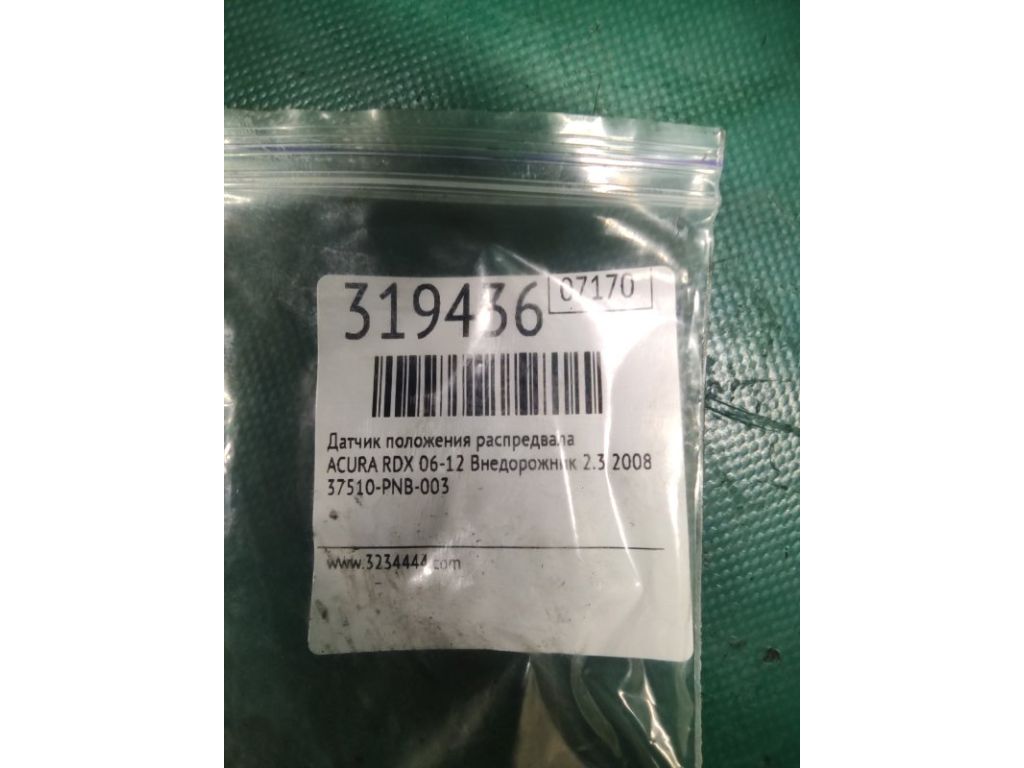 319436
07170
Датчик положения распредвала
ACURA RDX 06-12 Внедорожник 2.3 2008
37510-PNB-003
www.3234444.com